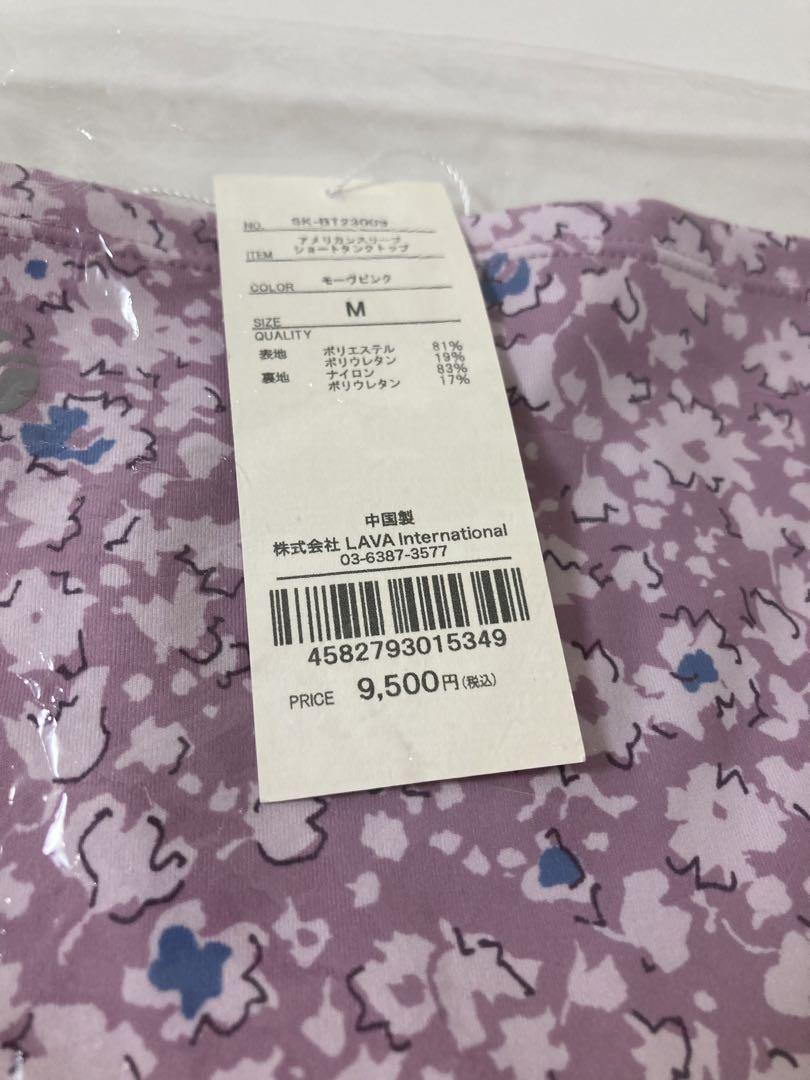 NO. SK-BT23009
ITEM アメリカンスリーブ
ショートタンクトップ
COLOR モーヴピンク
SIZE M
QUALITY
表地 ポリエステル 81%
ポリウレタン 19%
裏地 ナイロン 83%
ポリウレタン 17%
中国製
株式会社 LAVA International
03-6387-3577
4582793015349
PRICE 9,500円(税込)